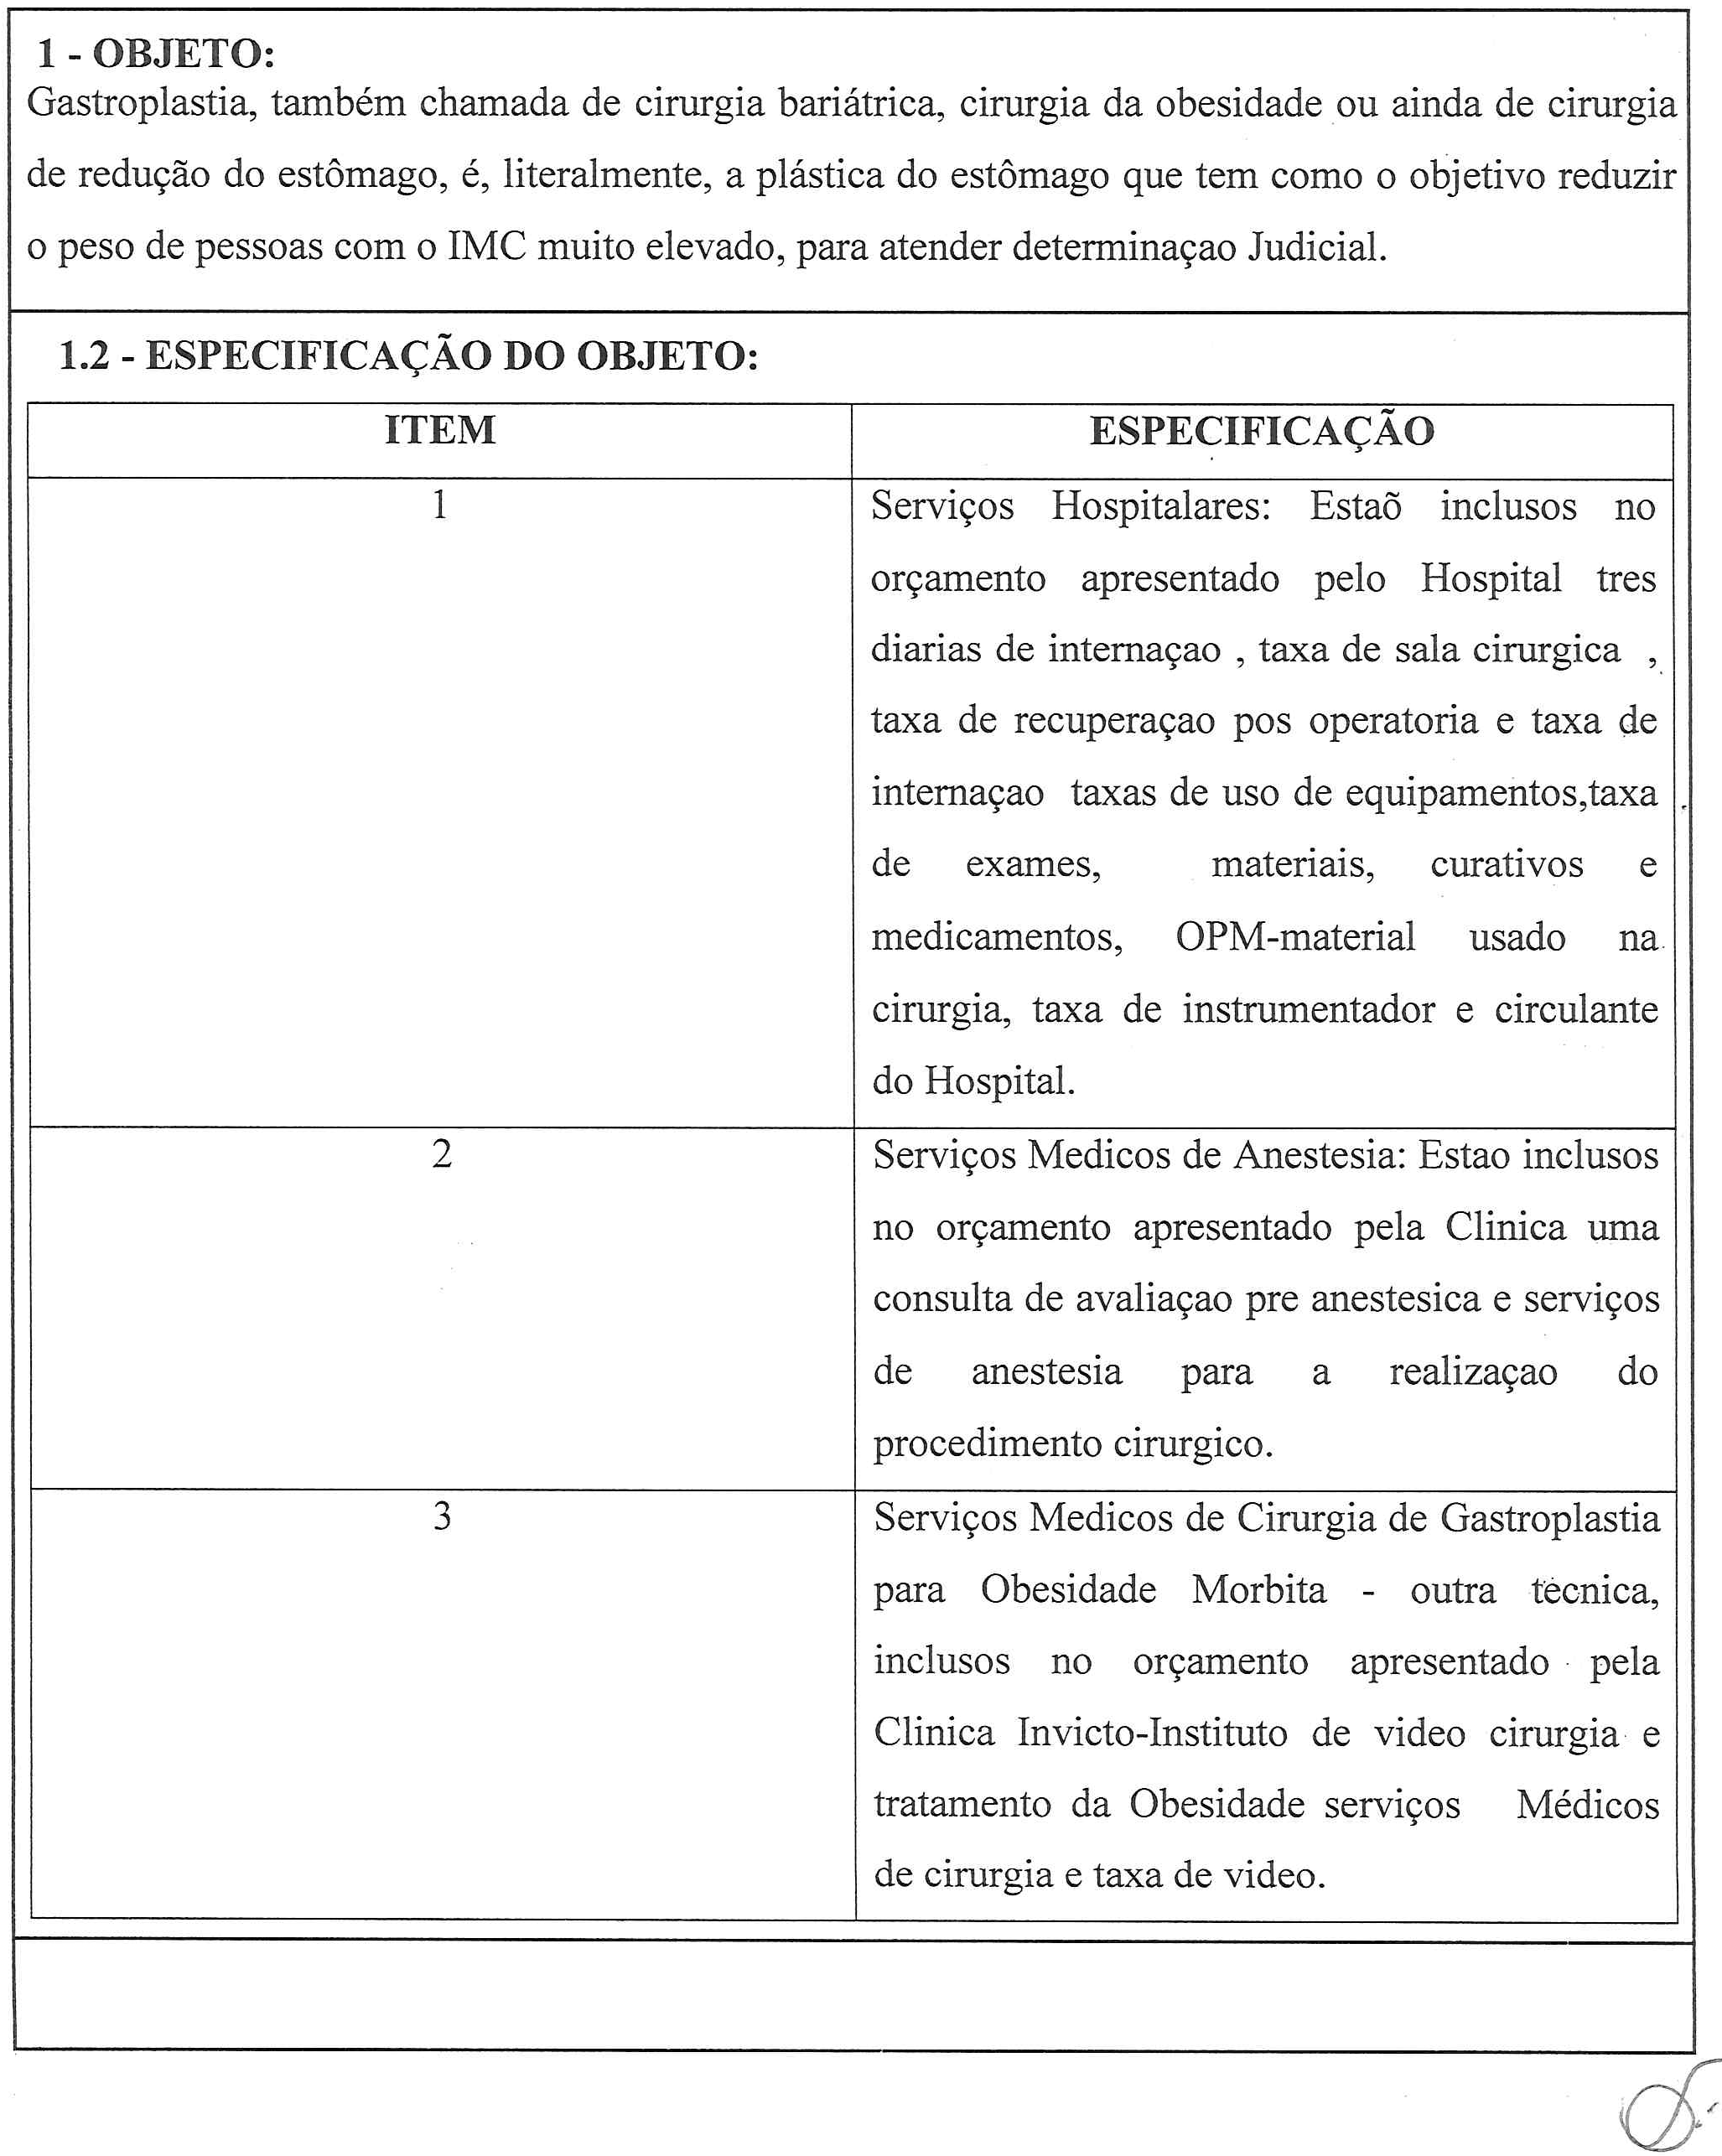 1 - OBJETO:
Gastroplastia, também chamada de cirurgia bariátrica, cirurgia da obesidade ou ainda de cirurgia
de redução do estômago, é, literalmente, a plástica do estômago que tem como o objetivo reduzir
o peso de pessoas com o IMC muito elevado, para atender determinaçao Judicial.
1.2 - ESPECIFICAÇÃO DO OBJETO:
ITEM
ESPECIFICAÇÃO
1
Serviços Hospitalares: Estaõ inclusos no
orçamento apresentado pelo Hospital tres
diarias de internaçao , taxa de sala cirurgica ,
taxa de recuperaçao pos operatoria e taxa de
internaçao taxas de uso de equipamentos,taxa
de exames, materiais, curativos e
medicamentos, OPM-material usado na
cirurgia, taxa de instrumentador e circulante
do Hospital.
2
Serviços Medicos de Anestesia: Estao inclusos
no orçamento apresentado pela Clinica uma
consulta de avaliaçao pre anestesica e serviços
de anestesia para a realizaçao do
procedimento cirurgico.
3
Serviços Medicos de Cirurgia de Gastroplastia
para Obesidade Morbita - outra técnica,
inclusos no orçamento apresentado pela
Clinica Invicto-Instituto de video cirurgia e
tratamento da Obesidade serviços Médicos
de cirurgia e taxa de video.